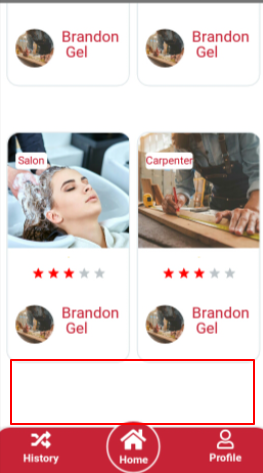 Brandon
Gel
Brandon
Gel
Salon
Carpenter
Brandon
Gel
Brandon
Gel
History
Home
Profile